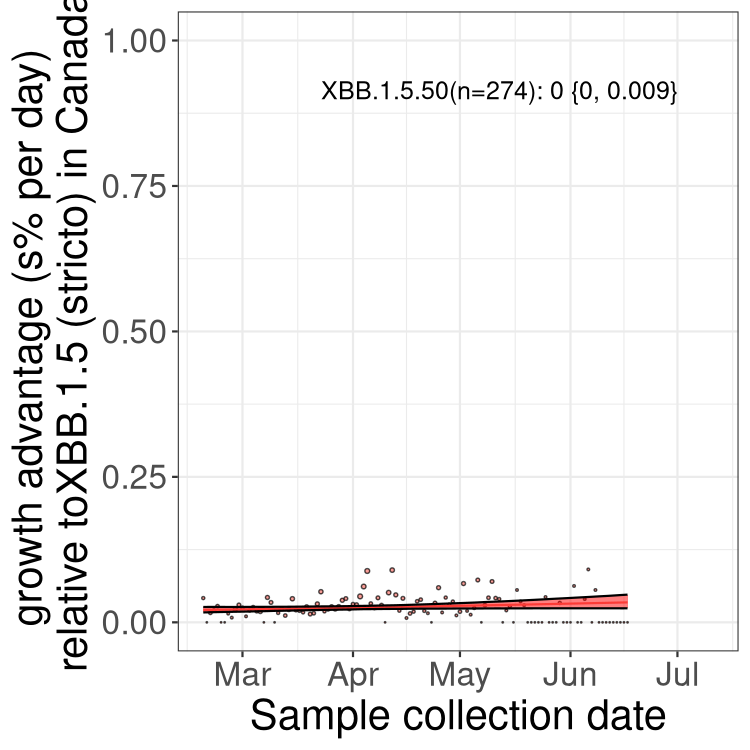 growth advantage (s% per day)
relative toXBB.1.5 (stricto) in Canada
1.00
0.75
0.50
0.25
0.00
XBB.1.5.50(n=274): 0 {0, 0.009}
Mar Apr May Jun Jul
Sample collection date